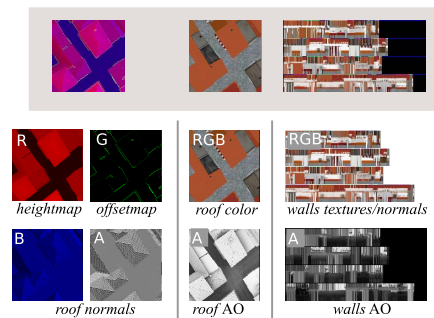 R G RGB RGB
heightmap offsetmap roof color walls textures/normals
B A A A
roof normals roof AO walls AO